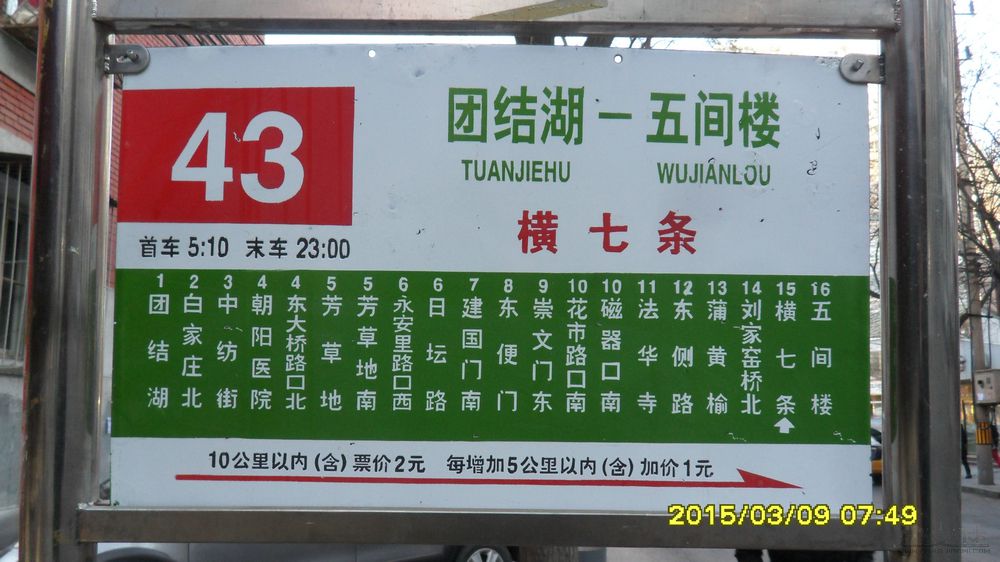 43
团结湖－五间楼
TUANJIEHU WUJIANLOU
横七条
首车 5:10 末车 23:00
1 团结湖
2 白家庄北
3 中纺街
4 朝阳医院
4 东大桥路口北
5 芳草地
5 芳草地南
6 永安里路口西
6 日坛路
7 建国门南
8 东便门
9 崇文门东
10 花市路口南
10 磁器口南
11 法华寺
12 东侧路
13 蒲黄榆
14 刘家窑桥北
15 横七条
16 五间楼
10公里以内(含)票价2元 每增加5公里以内(含)加价1元
2015/03/09 07:49